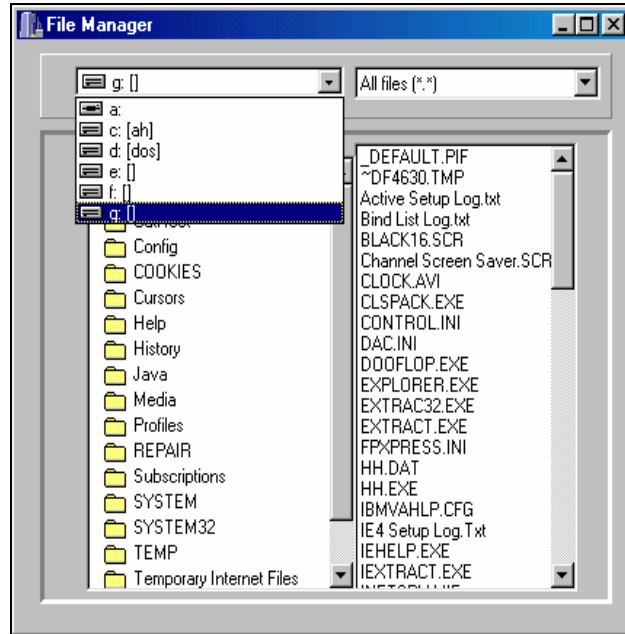 File Manager
g: []
All files (*.*)
a:
c: [ah]
d: [dos]
e: []
f: []
g: []
Config
COOKIES
Cursors
Help
History
Java
Media
Profiles
REPAIR
Subscriptions
SYSTEM
SYSTEM32
TEMP
Temporary Internet Files
_DEFAULT.PIF
~DF4630.TMP
Active Setup Log.txt
Bind List Log.txt
BLACK16.SCR
Channel Screen Saver.SCR
CLOCK.AVI
CLSPACK.EXE
CONTROL.INI
DAC.INI
DOOFLOP.EXE
EXPLORER.EXE
EXTRAC32.EXE
EXTRACT.EXE
FPXPRESS.INI
HH.DAT
HH.EXE
IBMVAHLP.CFG
IE4 Setup Log.Txt
IEHELP.EXE
IEXTRACT.EXE